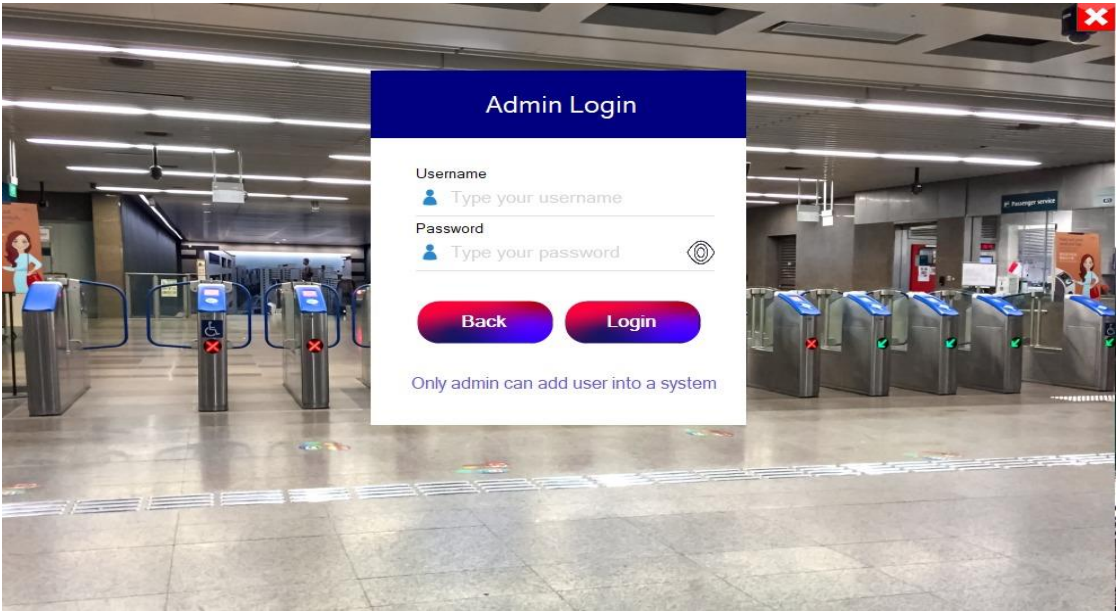 Admin Login
Username
Type your username
Password
Type your password
Back
Login
Only admin can add user into a system
Passenger service